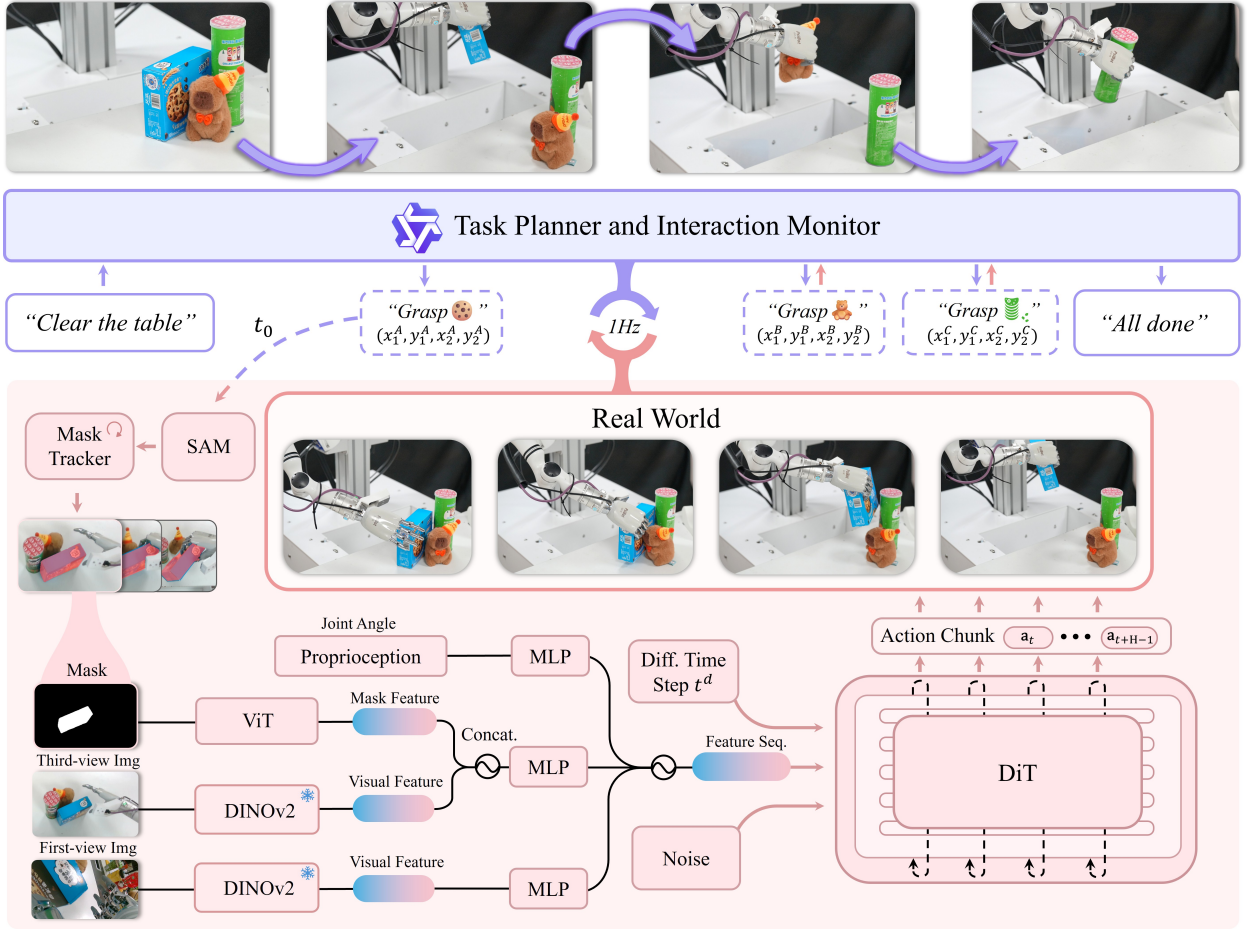 Task Planner and Interaction Monitor
“Clear the table”
t₀
“Grasp ”
(x₁ᴬ, y₁ᴬ, x₂ᴬ, y₂ᴬ)
1Hz
“Grasp ”
(x₁ᴮ, y₁ᴮ, x₂ᴮ, y₂ᴮ)
“Grasp ”
(x₁ᶜ, y₁ᶜ, x₂ᶜ, y₂ᶜ)
“All done”
Mask
Tracker
SAM
Real World
Action Chunk
aₜ
•••
aₜ₊H₋₁
Joint Angle
Proprioception
MLP
Diff. Time
Step tᵈ
Mask
ViT
Mask Feature
Concat.
MLP
Feature Seq.
DiT
Third-view Img
DINOv2
Visual Feature
Noise
First-view Img
DINOv2
Visual Feature
MLP